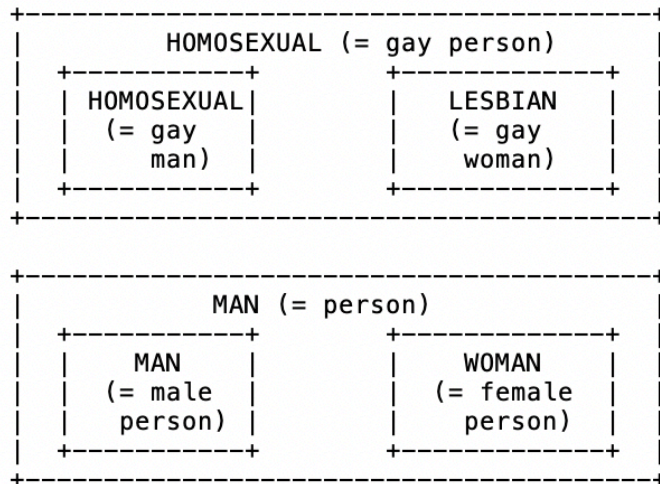 HOMOSEXUAL (= gay person)
HOMOSEXUAL LESBIAN
(= gay (= gay
man) woman)
MAN (= person)
MAN WOMAN
(= male (= female
person) person)